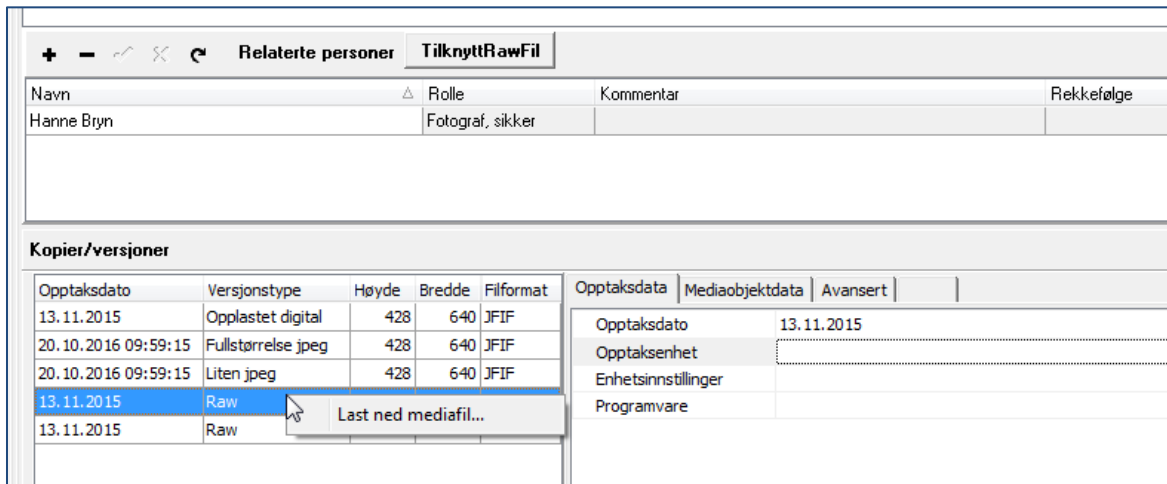 Relaterte personer TilknyttRawFil
Navn Rolle Kommentar Rekkefølge
Hanne Bryn Fotograf, sikker
Kopier/versjoner
Opptaksdato Versjonstype Høyde Bredde Filformat
13.11.2015 Opplastet digital 428 640 JFIF
20.10.2016 09:59:15 Fullstørrelse jpeg 428 640 JFIF
20.10.2016 09:59:15 Liten jpeg 428 640 JFIF
13.11.2015 Raw
13.11.2015 Raw
Last ned mediafil...
Opptaksdata Mediaobjektdata Avansert
Opptaksdato 13.11.2015
Opptaksenhet
Enhetsinnstillinger
Programvare